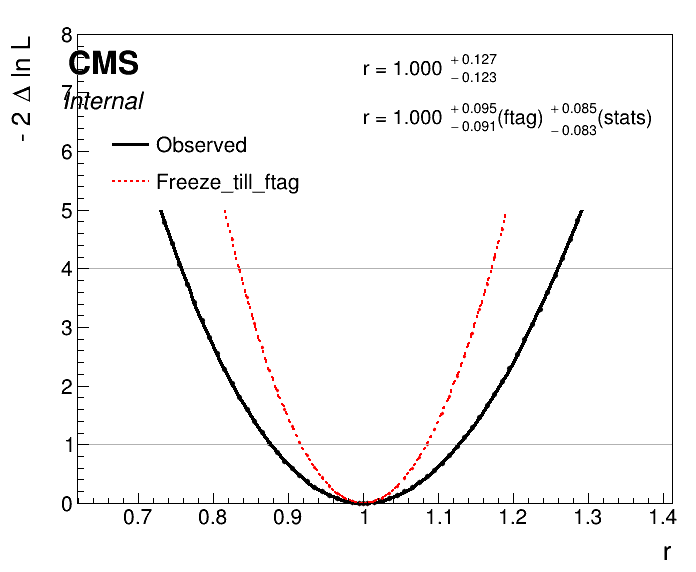 - 2 Δ ln L
8
7
6
5
4
3
2
1
0
CMS
Internal
r = 1.000 + 0.127 - 0.123
r = 1.000 + 0.095 - 0.091 (ftag) + 0.085 - 0.083 (stats)
Observed
Freeze_till_ftag
0.7 0.8 0.9 1 1.1 1.2 1.3 1.4
r